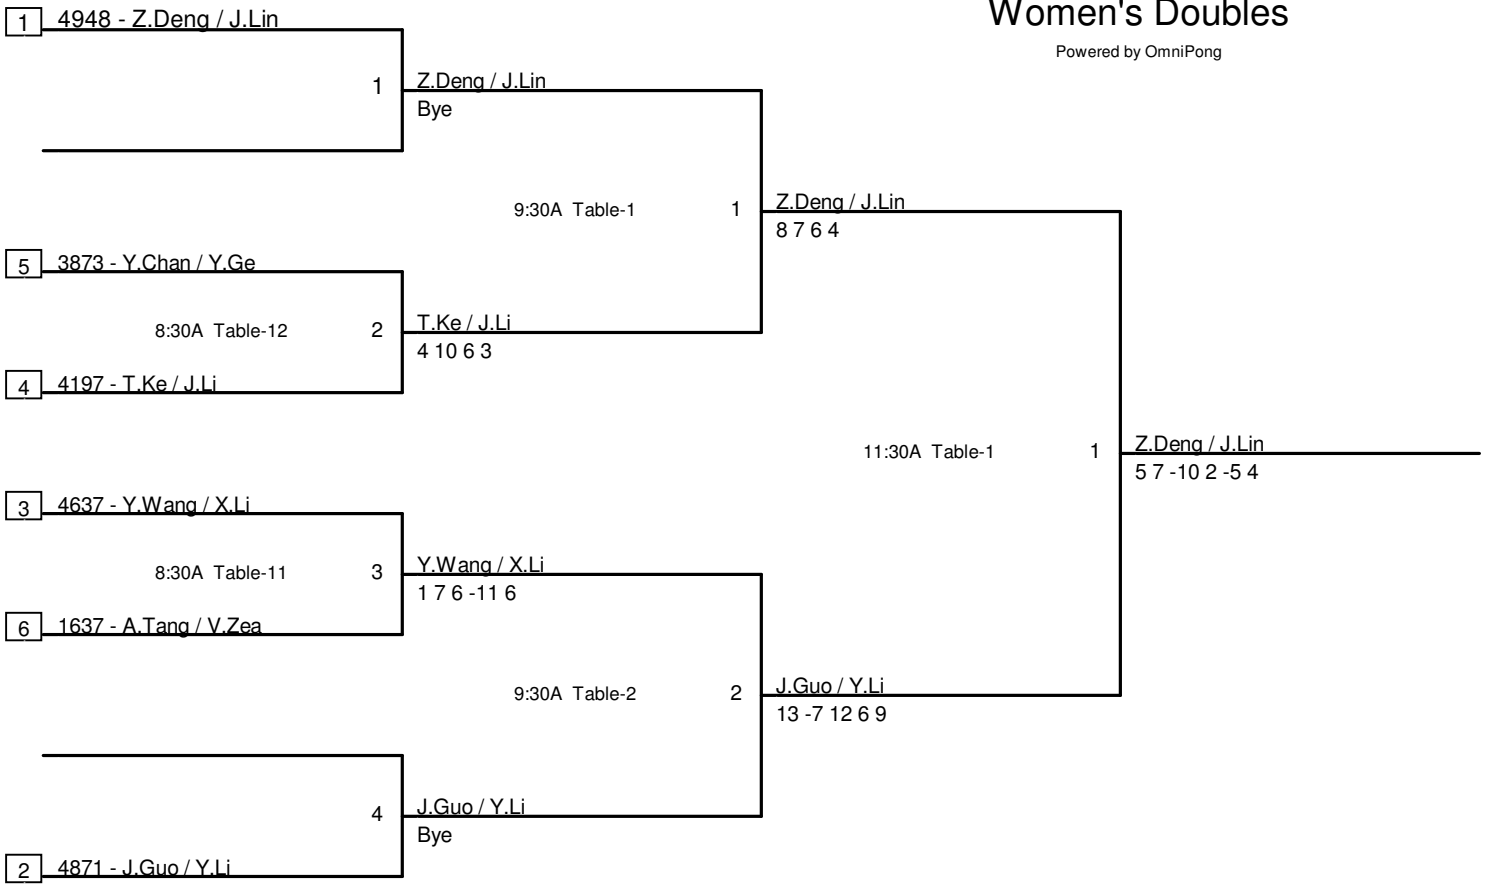 Women's Doubles
Powered by OmniPong
1 4948 - Z.Deng / J.Lin
1 Z.Deng / J.Lin
Bye
9:30A Table-1 1 Z.Deng / J.Lin
8 7 6 4
5 3873 - Y.Chan / Y.Ge
8:30A Table-12 2 T.Ke / J.Li
4 10 6 3
4 4197 - T.Ke / J.Li
11:30A Table-1 1 Z.Deng / J.Lin
5 7 -10 2 -5 4
3 4637 - Y.Wang / X.Li
8:30A Table-11 3 Y.Wang / X.Li
1 7 6 -11 6
6 1637 - A.Tang / V.Zea
9:30A Table-2 2 J.Guo / Y.Li
13 -7 12 6 9
4 J.Guo / Y.Li
Bye
2 4871 - J.Guo / Y.Li